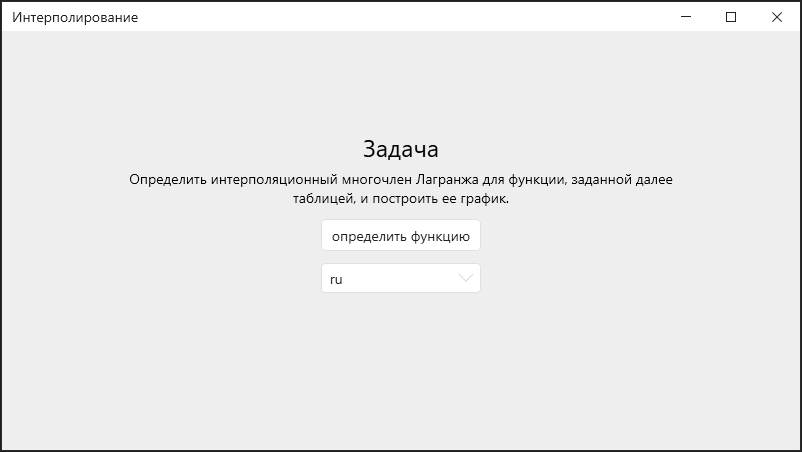 Интерполирование
Задача
Определить интерполяционный многочлен Лагранжа для функции, заданной далее
таблицей, и построить ее график.
определить функцию
ru